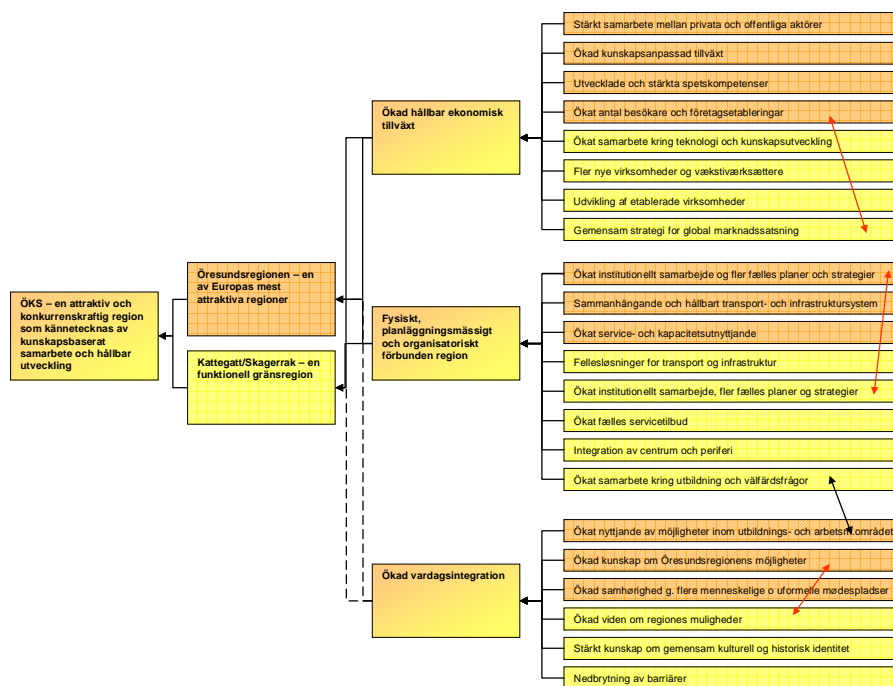 ÖKS – en attraktiv och
konkurrenskraftig region
som kännetecknas av
kunskapsbaserat
samarbete och hållbar
utveckling
Öresundsregionen – en
av Europas mest
attraktiva regioner
Kattegatt/Skagerrak – en
funktionell gränsregion
Ökad hållbar ekonomisk
tillväxt
Stärkt samarbete mellan privata och offentliga aktörer
Ökad kunskapsanpassad tillväxt
Utvecklade och stärkta spetskompetenser
Ökat antal besökare och företagsetableringar
Ökat samarbete kring teknologi och kunskapsutveckling
Fler nye virksomheder og vækstiværksættere
Udvikling af etablerade virksomheder
Gemensam strategi for global marknadssatsning
Fysiskt,
planläggningsmässigt
och organisatoriskt
förbunden region
Ökat institutionellt samarbejde og fler fælles planer och strategier
Sammanhängande och hållbart transport- och infrastruktursystem
Ökat service- och kapacitetsutnyttjande
Fellesløsninger for transport og infrastruktur
Ökat institutionellt samarbejde, fler fælles planer og strategier
Ökat fælles servicetilbud
Integration av centrum och periferi
Ökat samarbete kring utbildning och välfärdsfrågor
Ökad vardagsintegration
Ökat nyttjande av möjligheter inom utbildnings- och arbetsm.området
Ökad kunskap om Öresundsregionens möjligheter
Ökad samhørighed g. flere menneskelige o uformelle mødespladser
Ökad viden om regiones muligheder
Stärkt kunskap om gemensam kulturell og historisk identitet
Nedbrytning av barriärer